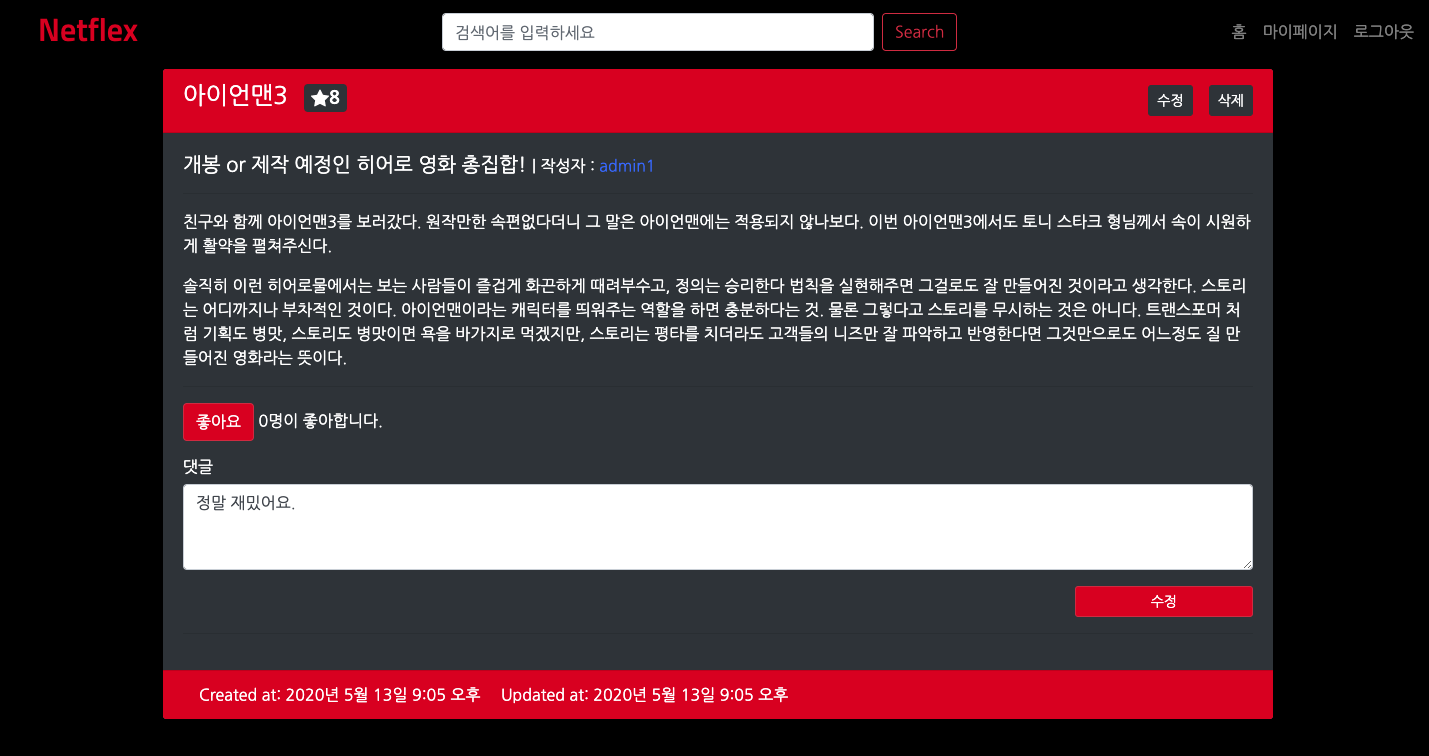 Netflex
검색어를 입력하세요
Search
홈 마이페이지 로그아웃
아이언맨3 ★8
수정 삭제
개봉 or 제작 예정인 히어로 영화 총집합! | 작성자 : admin1
친구와 함께 아이언맨3를 보러갔다. 원작만한 속편없다더니 그 말은 아이언맨에는 적용되지 않나보다. 이번 아이언맨3에서도 토니 스타크 형님께서 속이 시원하
게 활약을 펼쳐주신다.
솔직히 이런 히어로물에서는 보는 사람들이 즐겁게 화끈하게 때려부수고, 정의는 승리한다 법칙을 실현해주면 그걸로도 잘 만들어진 것이라고 생각한다. 스토리
는 어디까지나 부차적인 것이다. 아이언맨이라는 캐릭터를 띄워주는 역할을 하면 충분하다는 것. 물론 그렇다고 스토리를 무시하는 것은 아니다. 트랜스포머 처
럼 기획도 병맛, 스토리도 병맛이면 욕을 바가지로 먹겠지만, 스토리는 평타를 치더라도 고객들의 니즈만 잘 파악하고 반영한다면 그것만으로도 어느정도 질 만
들어진 영화라는 뜻이다.
좋아요 0명이 좋아합니다.
댓글
정말 재밌어요.
수정
Created at: 2020년 5월 13일 9:05 오후 Updated at: 2020년 5월 13일 9:05 오후